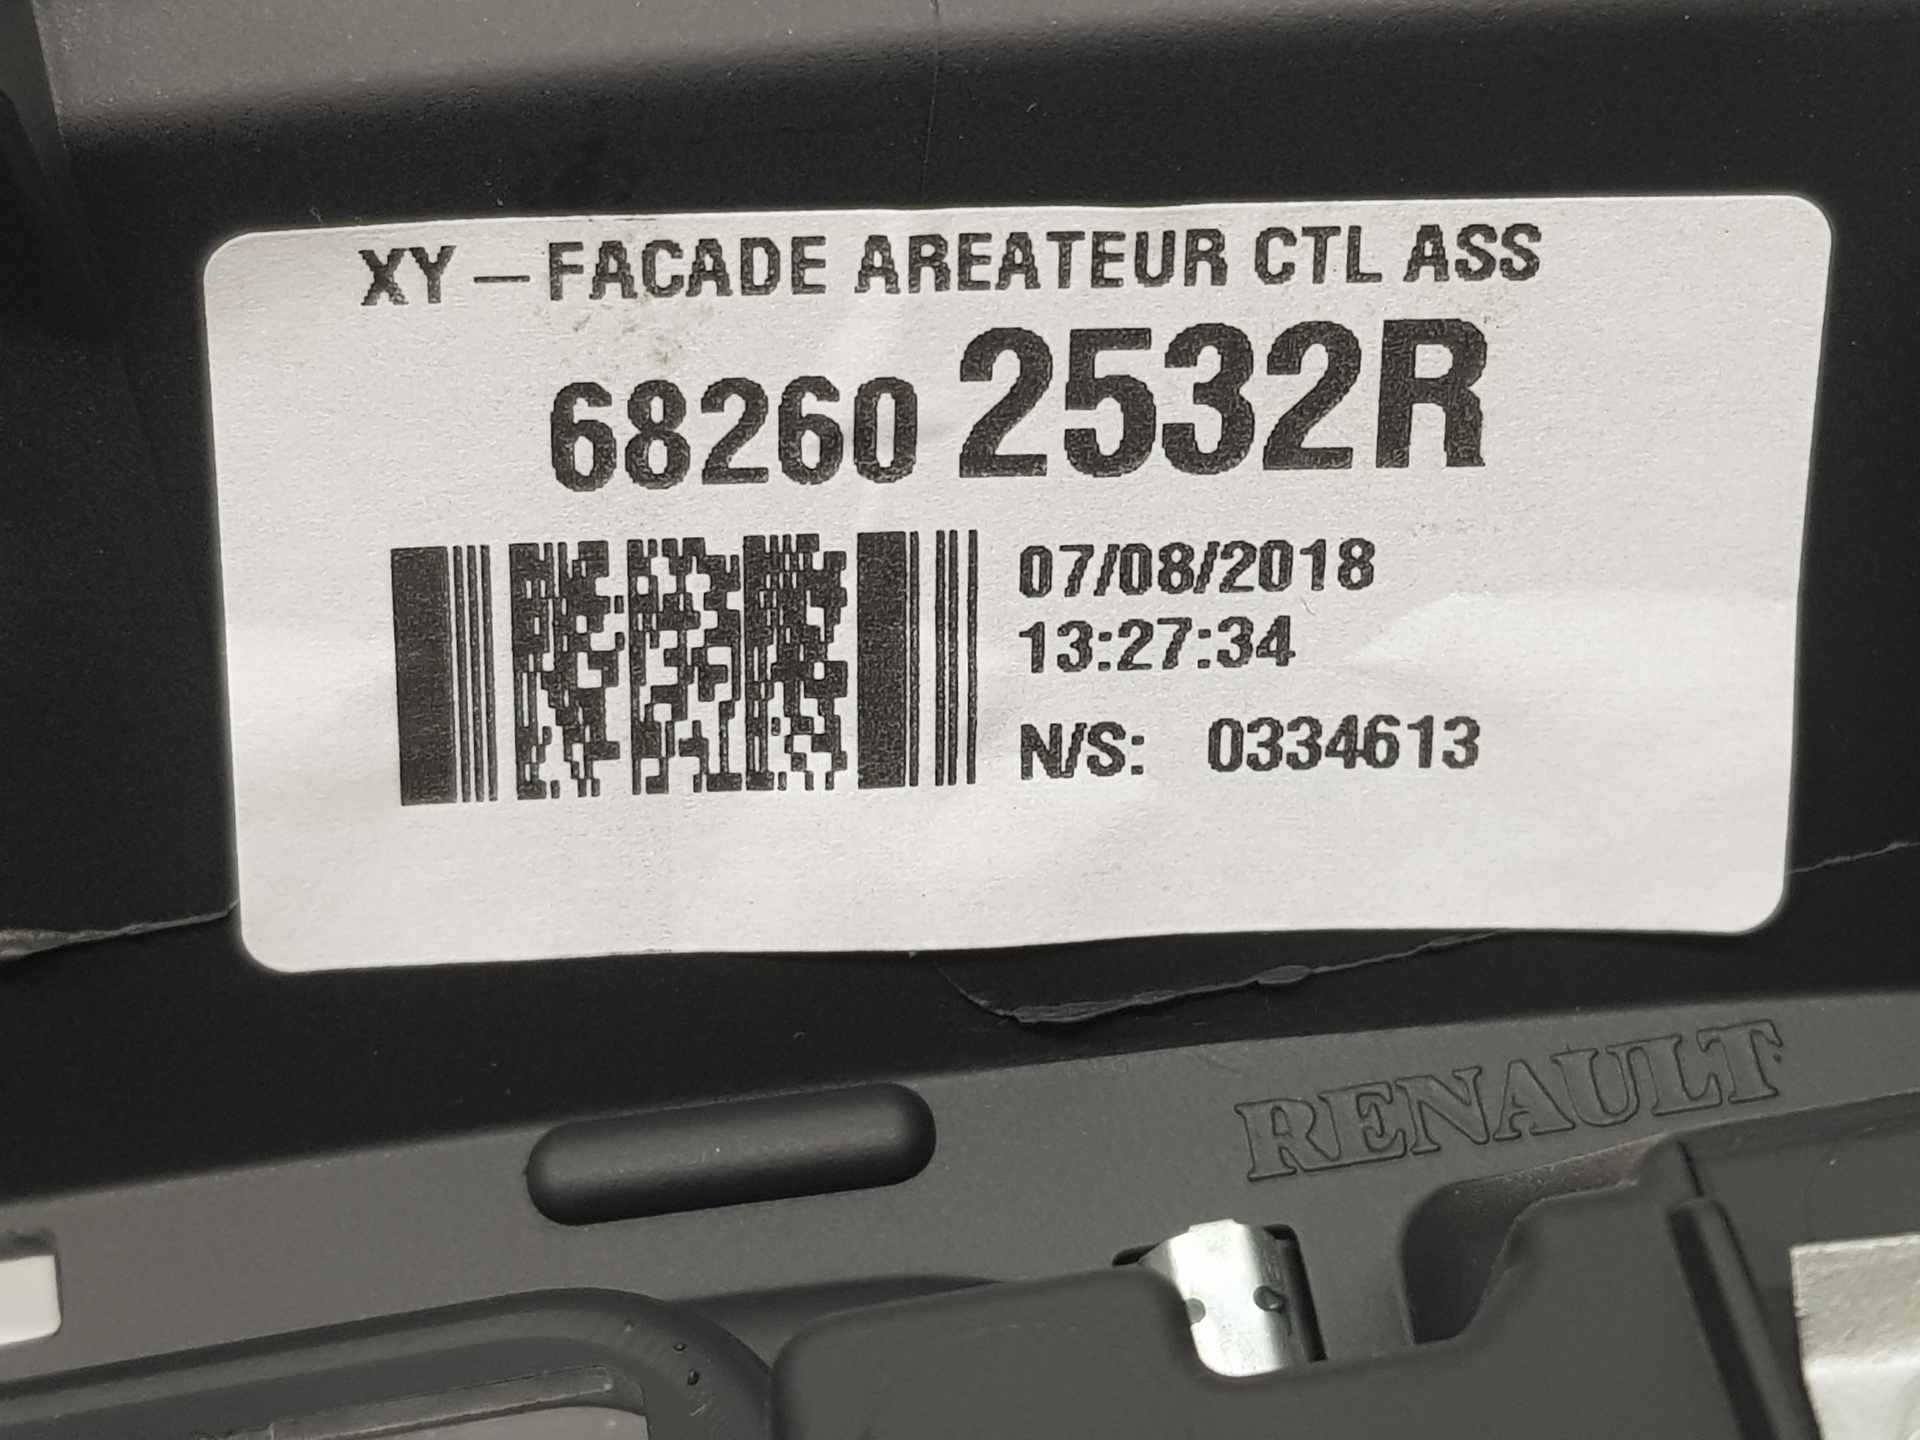 XY – FACADE AREATEUR CTL ASS
68260 2532R
07/08/2018
13:27:34
N/S: 0334613
RENAULT